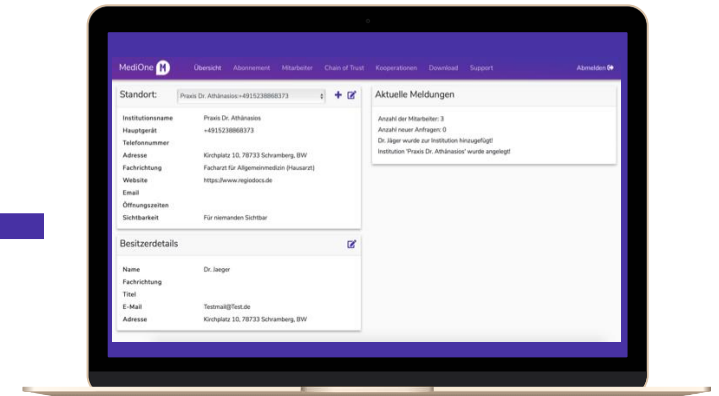 MediOne M
Übersicht Abonnement Mitarbeiter Chain of Trust Kooperationen Download Support Abmelden
Standort: Praxis Dr. Athånasios:+4915238868373
Institutionsname Praxis Dr. Athånasios
Hauptgerät +4915238868373
Telefonnummer
Adresse Kirchplatz 10, 78733 Schramberg, BW
Fachrichtung Facharzt für Allgemeinmedizin (Hausarzt)
Website https://www.regiodocs.de
Email
Öffnungszeiten
Sichtbarkeit Für niemanden Sichtbar
Besitzerdetails
Name Dr. Jaeger
Fachrichtung
Titel
E-Mail Testmail@Test.de
Adresse Kirchplatz 10, 78733 Schramberg, BW
Aktuelle Meldungen
Anzahl der Mitarbeiter: 3
Anzahl neuer Anfragen: 0
Dr. Jäger wurde zur Institution hinzugefügt!
Institution 'Praxis Dr. Athånasios' wurde angelegt!